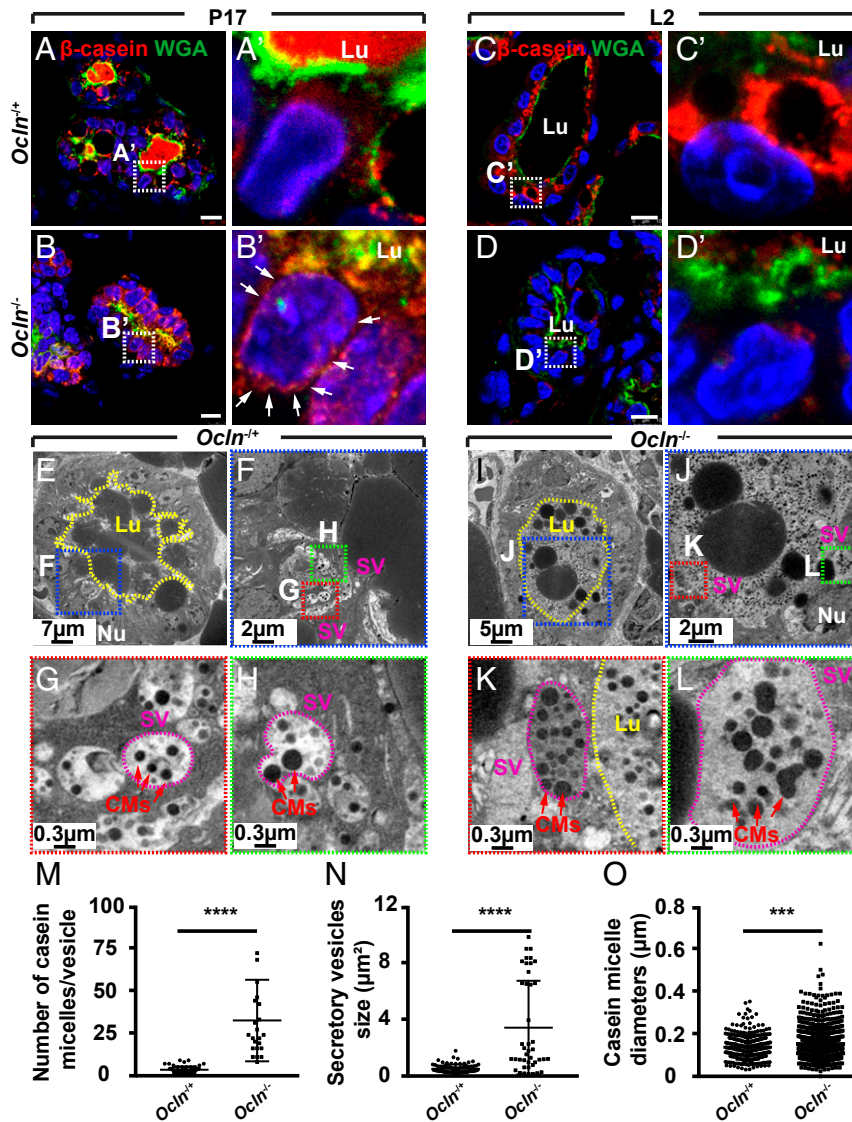 P17
L2
A β-casein WGA
A' Lu
C β-casein WGA
C' Lu
Ocln-/+
A'
Lu
C'
B
B' Lu
D
D' Lu
Ocln-/-
B'
Lu
D'
Ocln-/+
Ocln-/-
E
F
I
J
Lu
H
Lu
SV
F
SV
J
K
L
G
SV
Nu
SV
Nu
7μm
2μm
5μm
2μm
G
H
K
L
SV
SV
SV
Lu
SV
CMs
CMs
SV
CMs
CMs
0.3μm
0.3μm
0.3μm
0.3μm
M
N
O
Number of casein
micelles/vesicle
100
75
50
25
0
****
Ocln-/+
Ocln-/-
Secretory vesicles
size (μm²)
12
8
4
0
****
Ocln-/+
Ocln-/-
Casein micelle
diameters (μm)
0.8
0.6
0.4
0.2
0
***
Ocln-/+
Ocln-/-